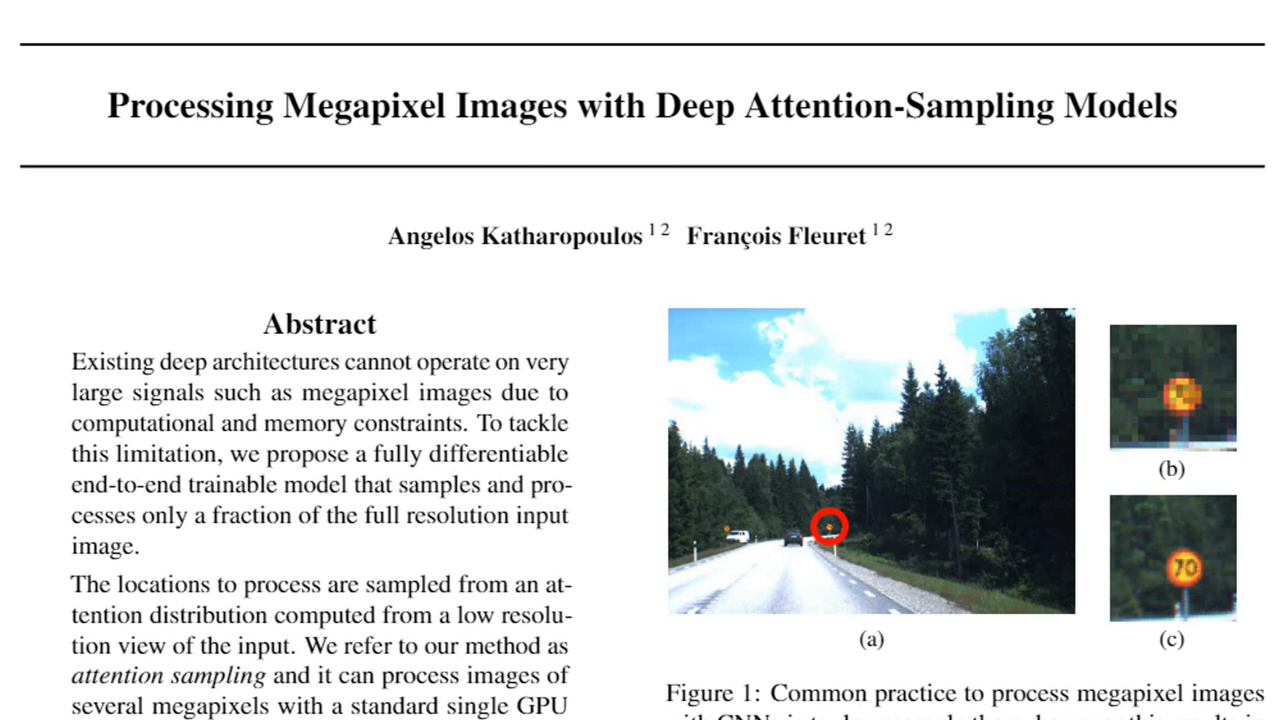 Processing Megapixel Images with Deep Attention-Sampling Models
Angelos Katharopoulos 1 2 François Fleuret 1 2
Abstract
Existing deep architectures cannot operate on very
large signals such as megapixel images due to
computational and memory constraints. To tackle
this limitation, we propose a fully differentiable
end-to-end trainable model that samples and pro-
cesses only a fraction of the full resolution input
image.
The locations to process are sampled from an at-
tention distribution computed from a low resolu-
tion view of the input. We refer to our method as
attention sampling and it can process images of
several megapixels with a standard single GPU
(a)
(b)
70
(c)
Figure 1: Common practice to process megapixel images